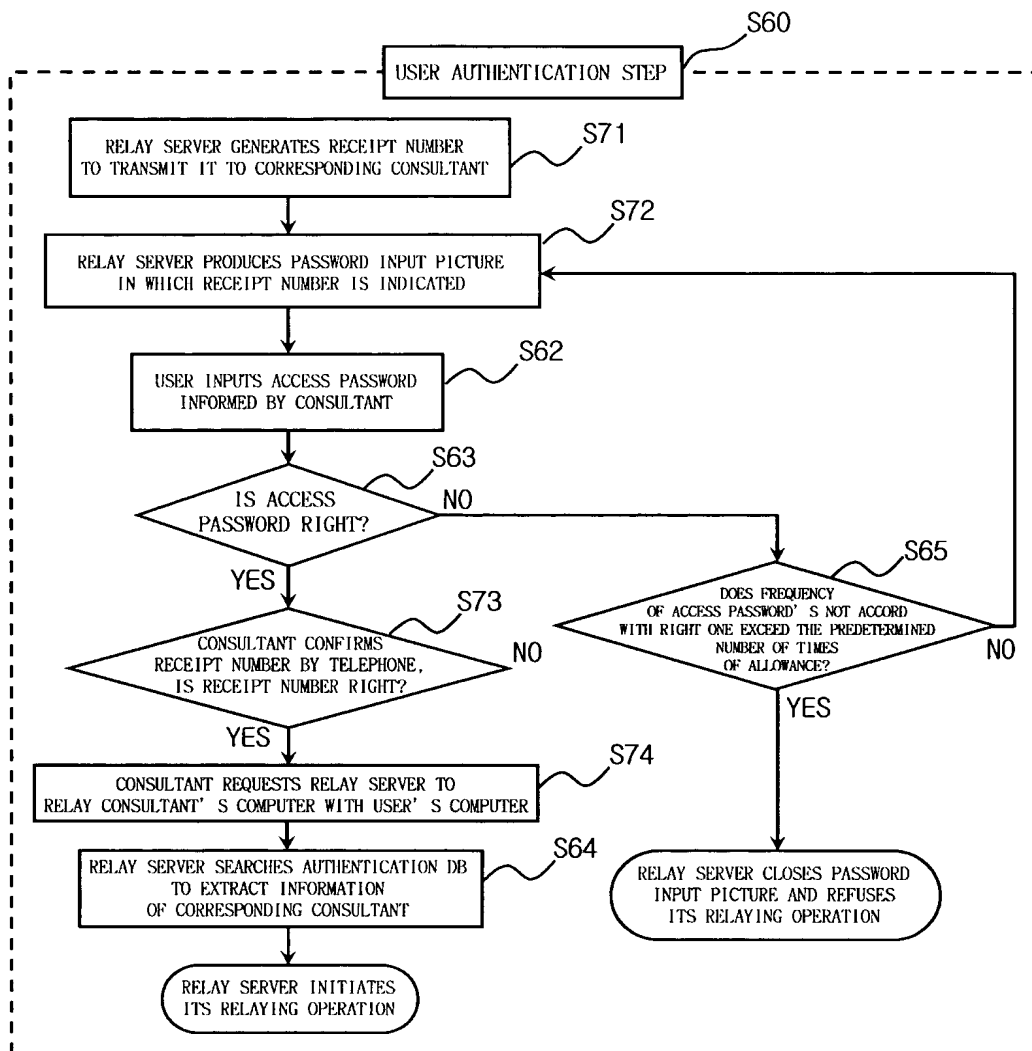 S60
USER AUTHENTICATION STEP
S71
RELAY SERVER GENERATES RECEIPT NUMBER
TO TRANSMIT IT TO CORRESPONDING CONSULTANT
S72
RELAY SERVER PRODUCES PASSWORD INPUT PICTURE
IN WHICH RECEIPT NUMBER IS INDICATED
S62
USER INPUTS ACCESS PASSWORD
INFORMED BY CONSULTANT
S63
IS ACCESS
PASSWORD RIGHT?
NO
YES
S65
DOES FREQUENCY
OF ACCESS PASSWORD'S NOT ACCORD
WITH RIGHT ONE EXCEED THE PREDETERMINED
NUMBER OF TIMES
OF ALLOWANCE?
NO
YES
S73
CONSULTANT CONFIRMS
RECEIPT NUMBER BY TELEPHONE,
IS RECEIPT NUMBER RIGHT?
NO
YES
S74
CONSULTANT REQUESTS RELAY SERVER TO
RELAY CONSULTANT'S COMPUTER WITH USER'S COMPUTER
S64
RELAY SERVER SEARCHES AUTHENTICATION DB
TO EXTRACT INFORMATION
OF CORRESPONDING CONSULTANT
RELAY SERVER CLOSES PASSWORD
INPUT PICTURE AND REFUSES
ITS RELAYING OPERATION
RELAY SERVER INITIATES
ITS RELAYING OPERATION